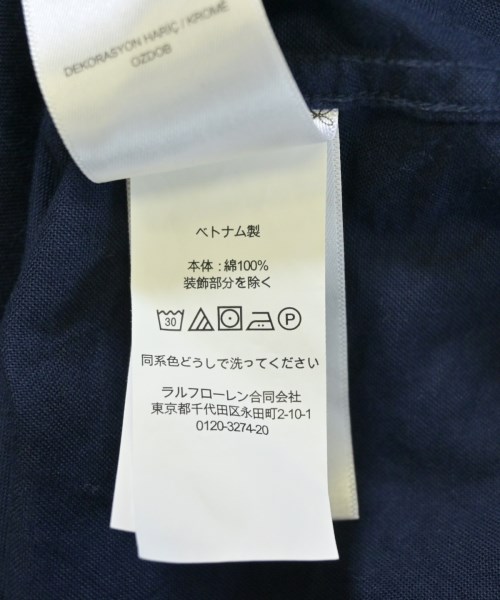 DEKORASYON HARİÇ / KROMĚ
OZDOB
ベトナム製
本体 : 綿100%
装飾部分を除く
30
P
同系色どうしで洗ってください
ラルフローレン合同会社
東京都千代田区永田町2-10-1
0120-3274-20